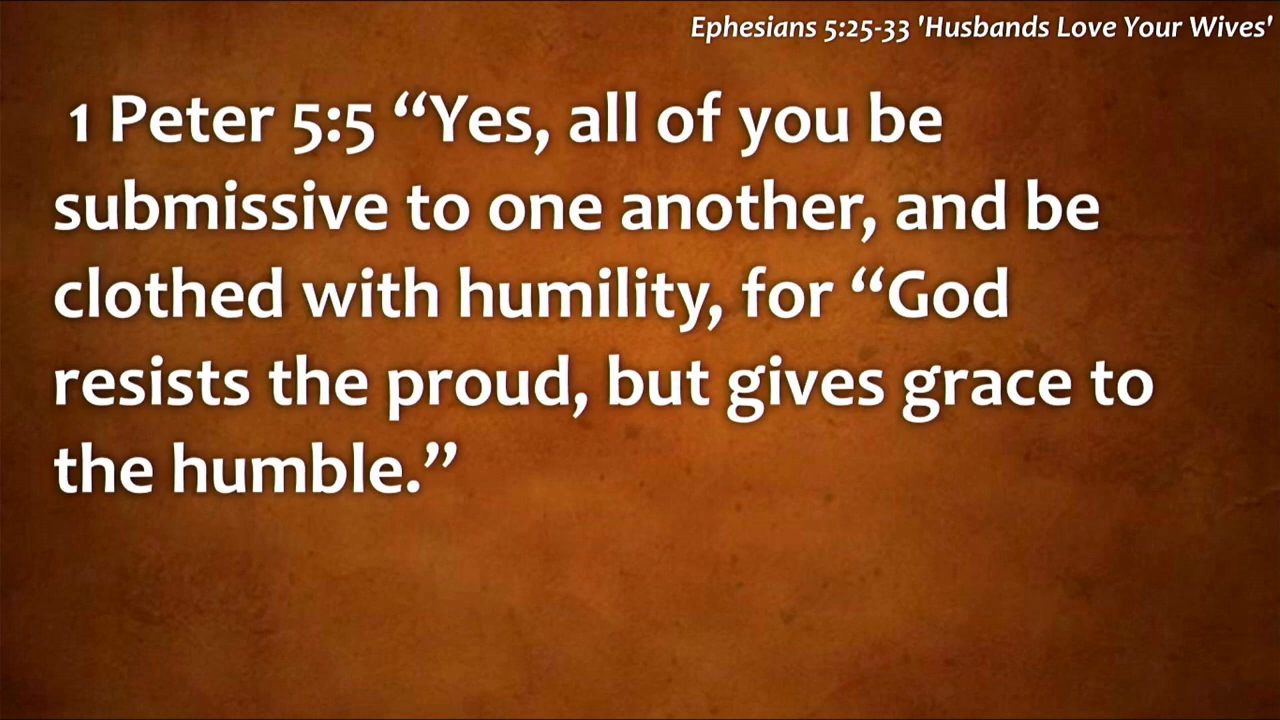 Ephesians 5:25-33 'Husbands Love Your Wives'
1 Peter 5:5 “Yes, all of you be
submissive to one another, and be
clothed with humility, for “God
resists the proud, but gives grace to
the humble.”